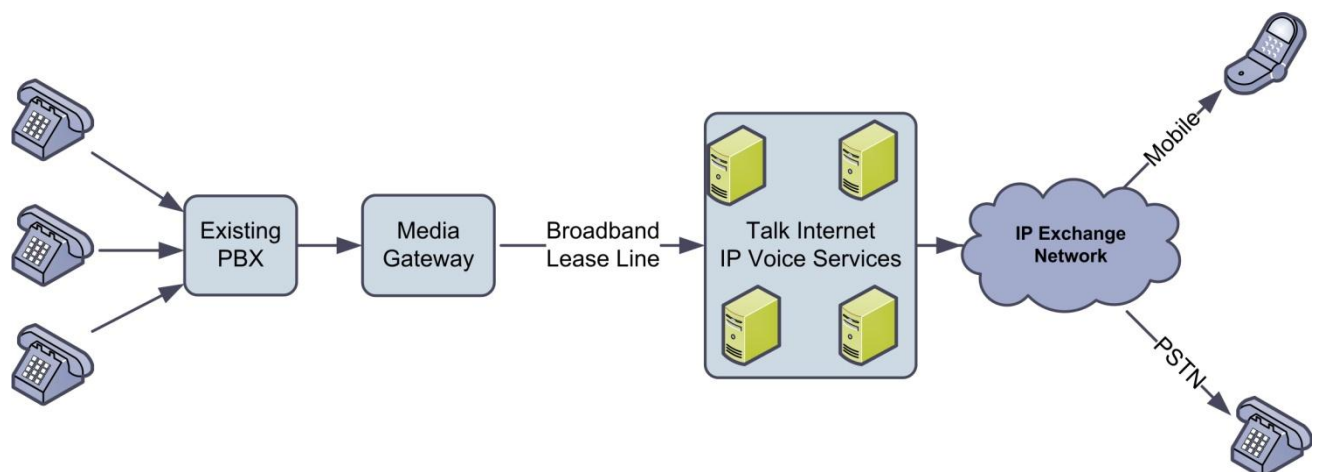 Existing
PBX
Media
Gateway
Broadband
Lease Line
Talk Internet
IP Voice Services
IP Exchange
Network
Mobile
PSTN